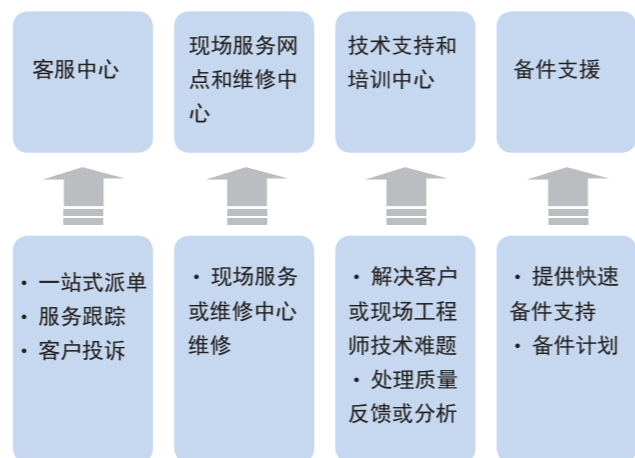 客服中心
现场服务网
点和维修中
心
技术支持和
培训中心
备件支援
· 一站式派单
· 服务跟踪
· 客户投诉
· 现场服务
或维修中心
维修
· 解决客户
或现场工程
师技术难题
· 处理质量
反馈或分析
· 提供快速
备件支持
· 备件计划